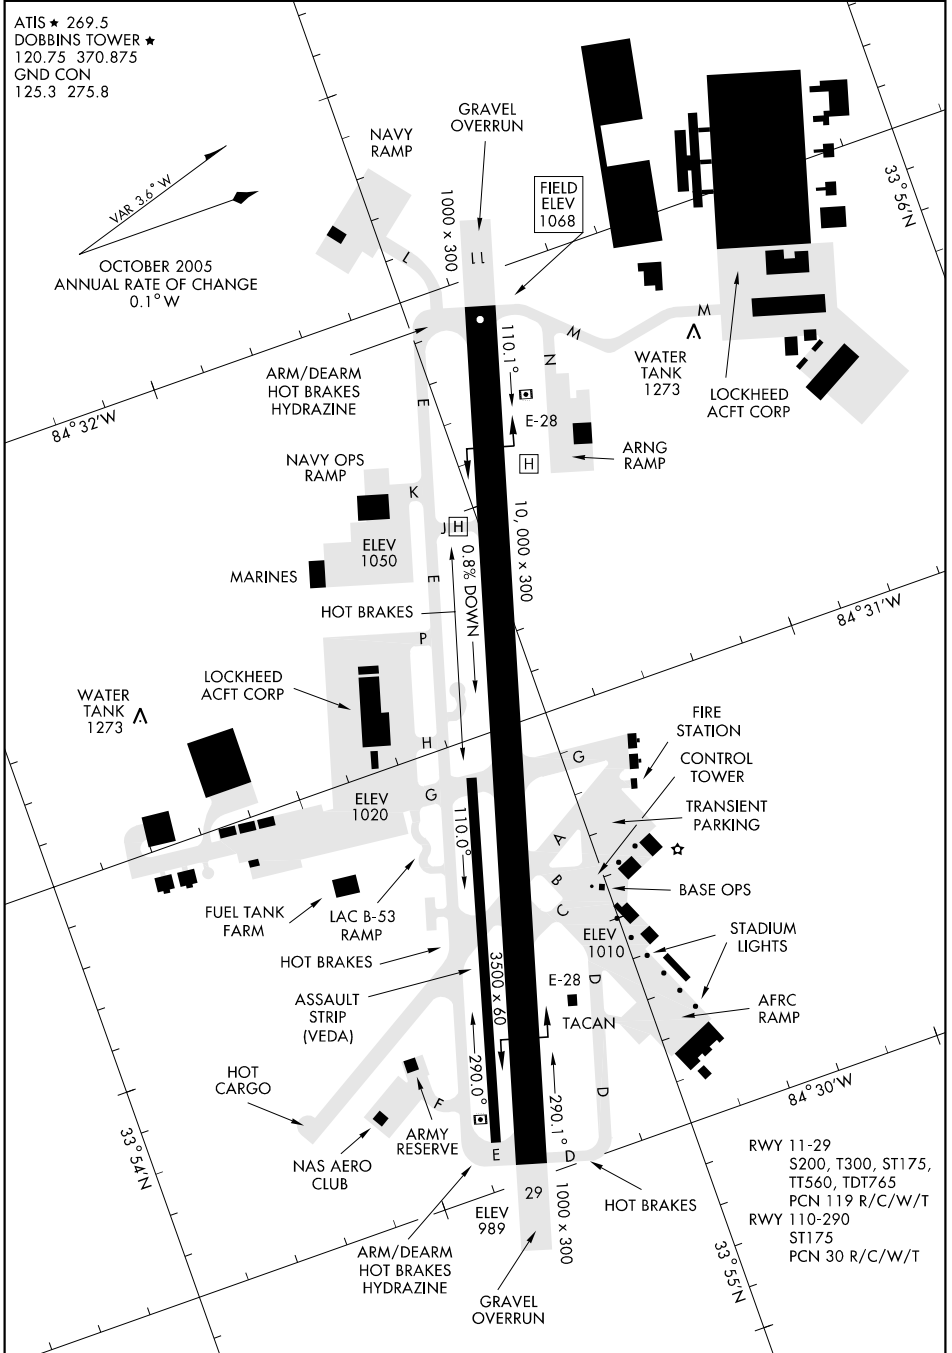 ATIS ★ 269.5
DOBBINS TOWER ★
120.75 370.875
GND CON
125.3 275.8
VAR 3.6° W
OCTOBER 2005
ANNUAL RATE OF CHANGE
0.1° W
NAVY
RAMP
GRAVEL
OVERRUN
1000 x 300
FIELD
ELEV
1068
33° 56'N
11
L
M
M
N
WATER
TANK
1273
LOCKHEED
ACFT CORP
110.1°
ARM/DEARM
HOT BRAKES
HYDRAZINE
84° 32'W
E
E-28
H
ARNG
RAMP
NAVY OPS
RAMP
K
J
H
ELEV
1050
MARINES
10,000 x 300
0.8% DOWN
E
HOT BRAKES
P
84° 31'W
LOCKHEED
ACFT CORP
WATER
TANK
1273
H
G
ELEV
1020
110.0°
G
FIRE
STATION
CONTROL
TOWER
TRANSIENT
PARKING
A
B
C
BASE OPS
FUEL TANK
FARM
LAC B-53
RAMP
ELEV
1010
STADIUM
LIGHTS
HOT BRAKES
3500 x 60
E-28
D
ASSAULT
STRIP
(VEDA)
TACAN
AFRC
RAMP
HOT
CARGO
290.0°
290.1°
D
84° 30'W
F
ARMY
RESERVE
NAS AERO
CLUB
33° 54'N
E
D
29
ELEV
989
1000 x 300
HOT BRAKES
ARM/DEARM
HOT BRAKES
HYDRAZINE
GRAVEL
OVERRUN
33° 55'N
RWY 11-29
S200, T300, ST175,
TT560, TDT765
PCN 119 R/C/W/T
RWY 110-290
ST175
PCN 30 R/C/W/T